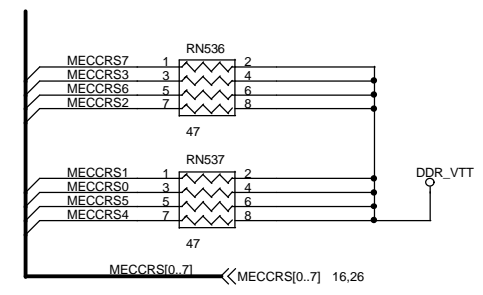 RN536
MECCRS7 1 2
MECCRS3 3 4
MECCRS6 5 6
MECCRS2 7 8
47
RN537
MECCRS1 1 2 DDR_VTT
MECCRS0 3 4
MECCRS5 5 6
MECCRS4 7 8
47
MECCRS[0..7]
MECCRS[0..7] 16,26